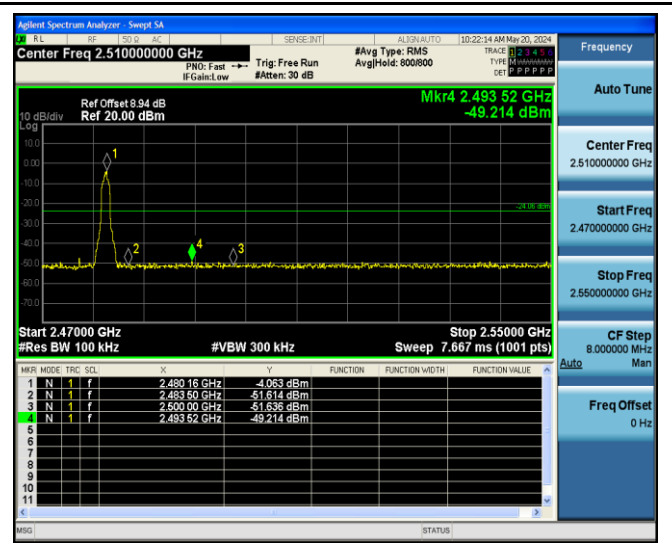 Agilent Spectrum Analyzer - Swept SA
RL RF 50 Ω AC SENSE:INT ALIGN AUTO 10:22:14 AM May 20, 2024
Center Freq 2.510000000 GHz #Avg Type: RMS TRACE 1 2 3 4 5 6
PNO: Fast Trig: Free Run Avg|Hold: 800/800 TYPE
IFGain:Low #Atten: 30 dB DET P P P P P P
Mkr4 2.493 52 GHz
-49.214 dBm
Ref Offset 8.94 dB
10 dB/div Ref 20.00 dBm
Log
10.0
0.00
-10.0
-20.0
-30.0
-40.0
-50.0
-60.0
-70.0
1
2
4
3
-24.06 dBm
Start 2.47000 GHz Stop 2.55000 GHz
#Res BW 100 kHz #VBW 300 kHz Sweep 7.667 ms (1001 pts)
MKR MODE TRC SCL X Y FUNCTION FUNCTION WIDTH FUNCTION VALUE
1 N 1 f 2.480 16 GHz -4.063 dBm
2 N 1 f 2.483 50 GHz -51.614 dBm
3 N 1 f 2.500 00 GHz -51.636 dBm
4 N 1 f 2.493 52 GHz -49.214 dBm
5
6
7
8
9
10
11
MSG STATUS
Frequency
Auto Tune
Center Freq
2.510000000 GHz
Start Freq
2.470000000 GHz
Stop Freq
2.550000000 GHz
CF Step
8.000000 MHz
Auto Man
Freq Offset
0 Hz